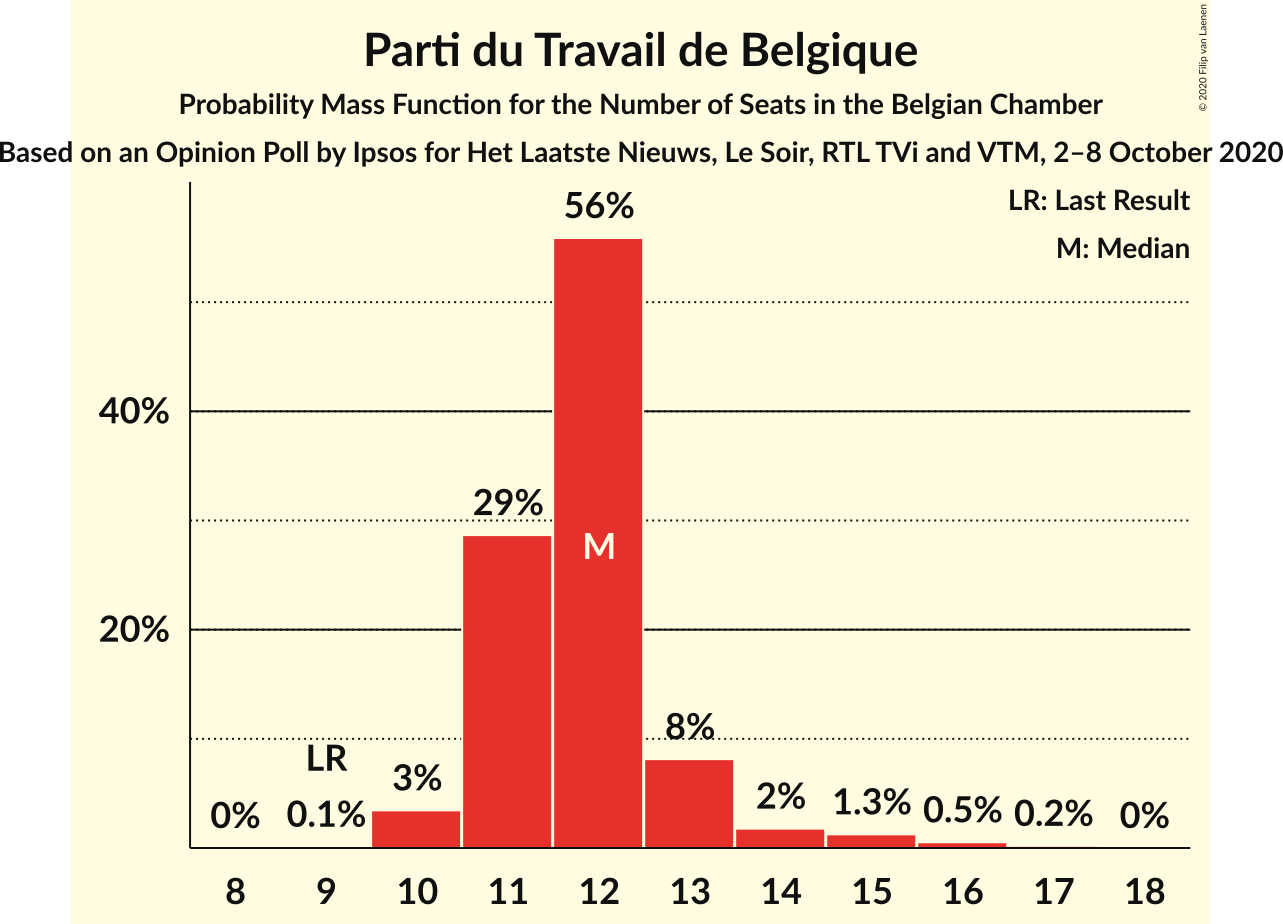 Parti du Travail de Belgique
Probability Mass Function for the Number of Seats in the Belgian Chamber
Based on an Opinion Poll by Ipsos for Het Laatste Nieuws, Le Soir, RTL TVi and VTM, 2–8 October 2020
© 2020 Filip van Laenen
LR: Last Result
M: Median
56%
40%
29%
M
20%
8%
LR
3%
2%
1.3%
0.5%
0.2%
0%
0%
0.1%
8 9 10 11 12 13 14 15 16 17 18